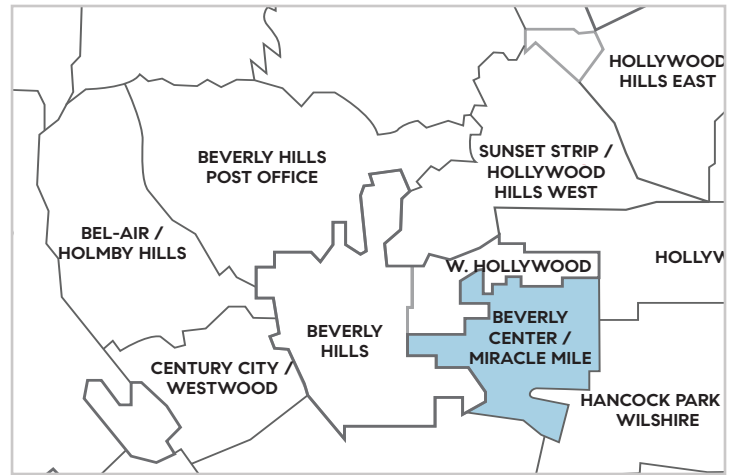 HOLLYWOOD
HILLS EAST
SUNSET STRIP /
HOLLYWOOD
HILLS WEST
BEVERLY HILLS
POST OFFICE
BEL-AIR /
HOLMBY HILLS
W. HOLLYWOOD
HOLLYW
BEVERLY
CENTER /
MIRACLE MILE
BEVERLY
HILLS
CENTURY CITY /
WESTWOOD
HANCOCK PARK
WILSHIRE